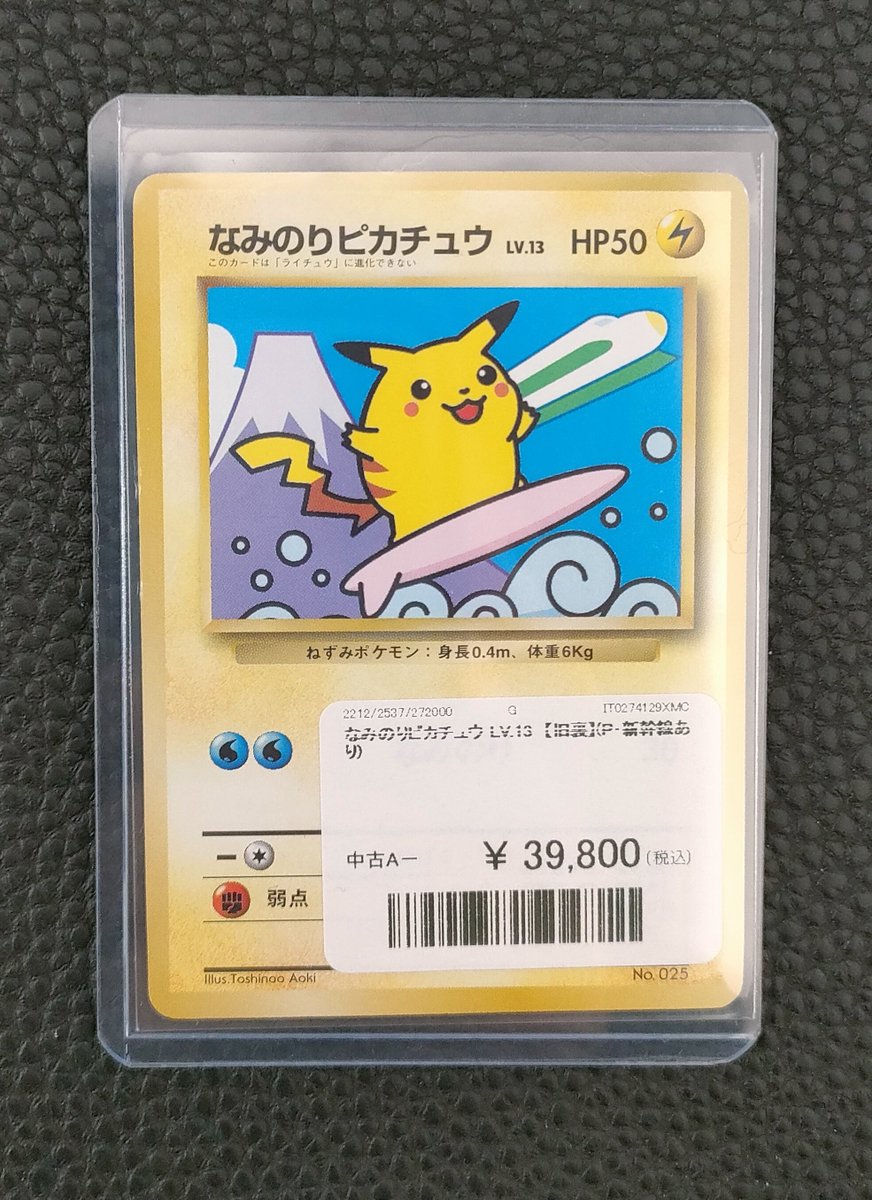 なみのりピカチュウ LV.13 HP50
このカードは「ライチュウ」に進化できない
ねずみポケモン：身長0.4m、体重6Kg
2212/2537/272000 G IT0274129XMC
なみのりピカチュウ LV.13 【旧裏】(P-新幹線あ
り)
中古A－ ¥ 39,800(税込)
弱点
Illus.Toshinao Aoki No. 025